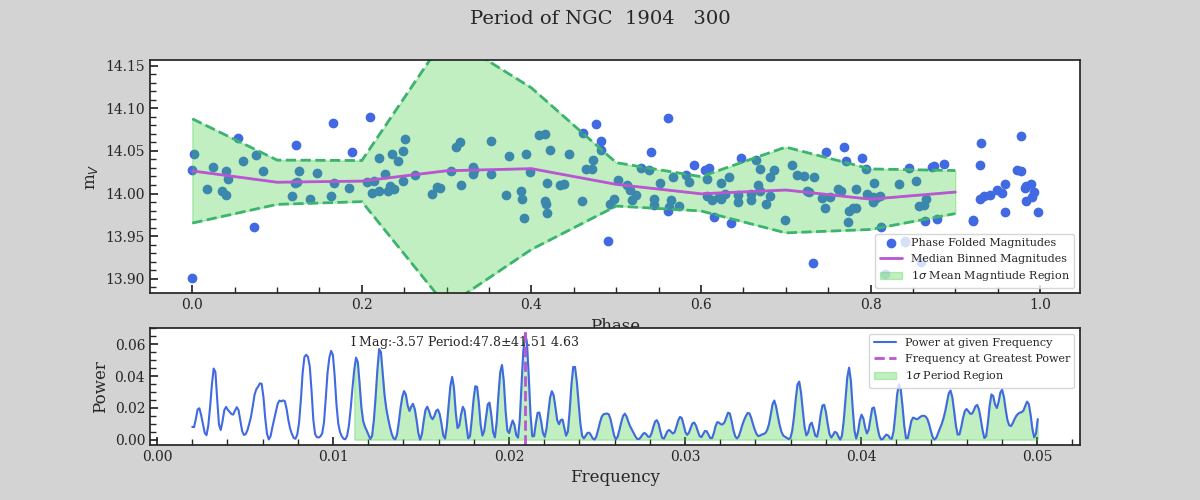 Period of NGC 1904 300
14.15
14.10
14.05
14.00
13.95
13.90
m_V
Phase Folded Magnitudes
Median Binned Magnitudes
1σ Mean Magntiude Region
0.0 0.2 0.4 0.6 0.8 1.0
Phase
I Mag:-3.57 Period:47.8±41.51 4.63
0.06
0.04
0.02
0.00
Power
Power at given Frequency
Frequency at Greatest Power
1σ Period Region
0.00 0.01 0.02 0.03 0.04 0.05
Frequency